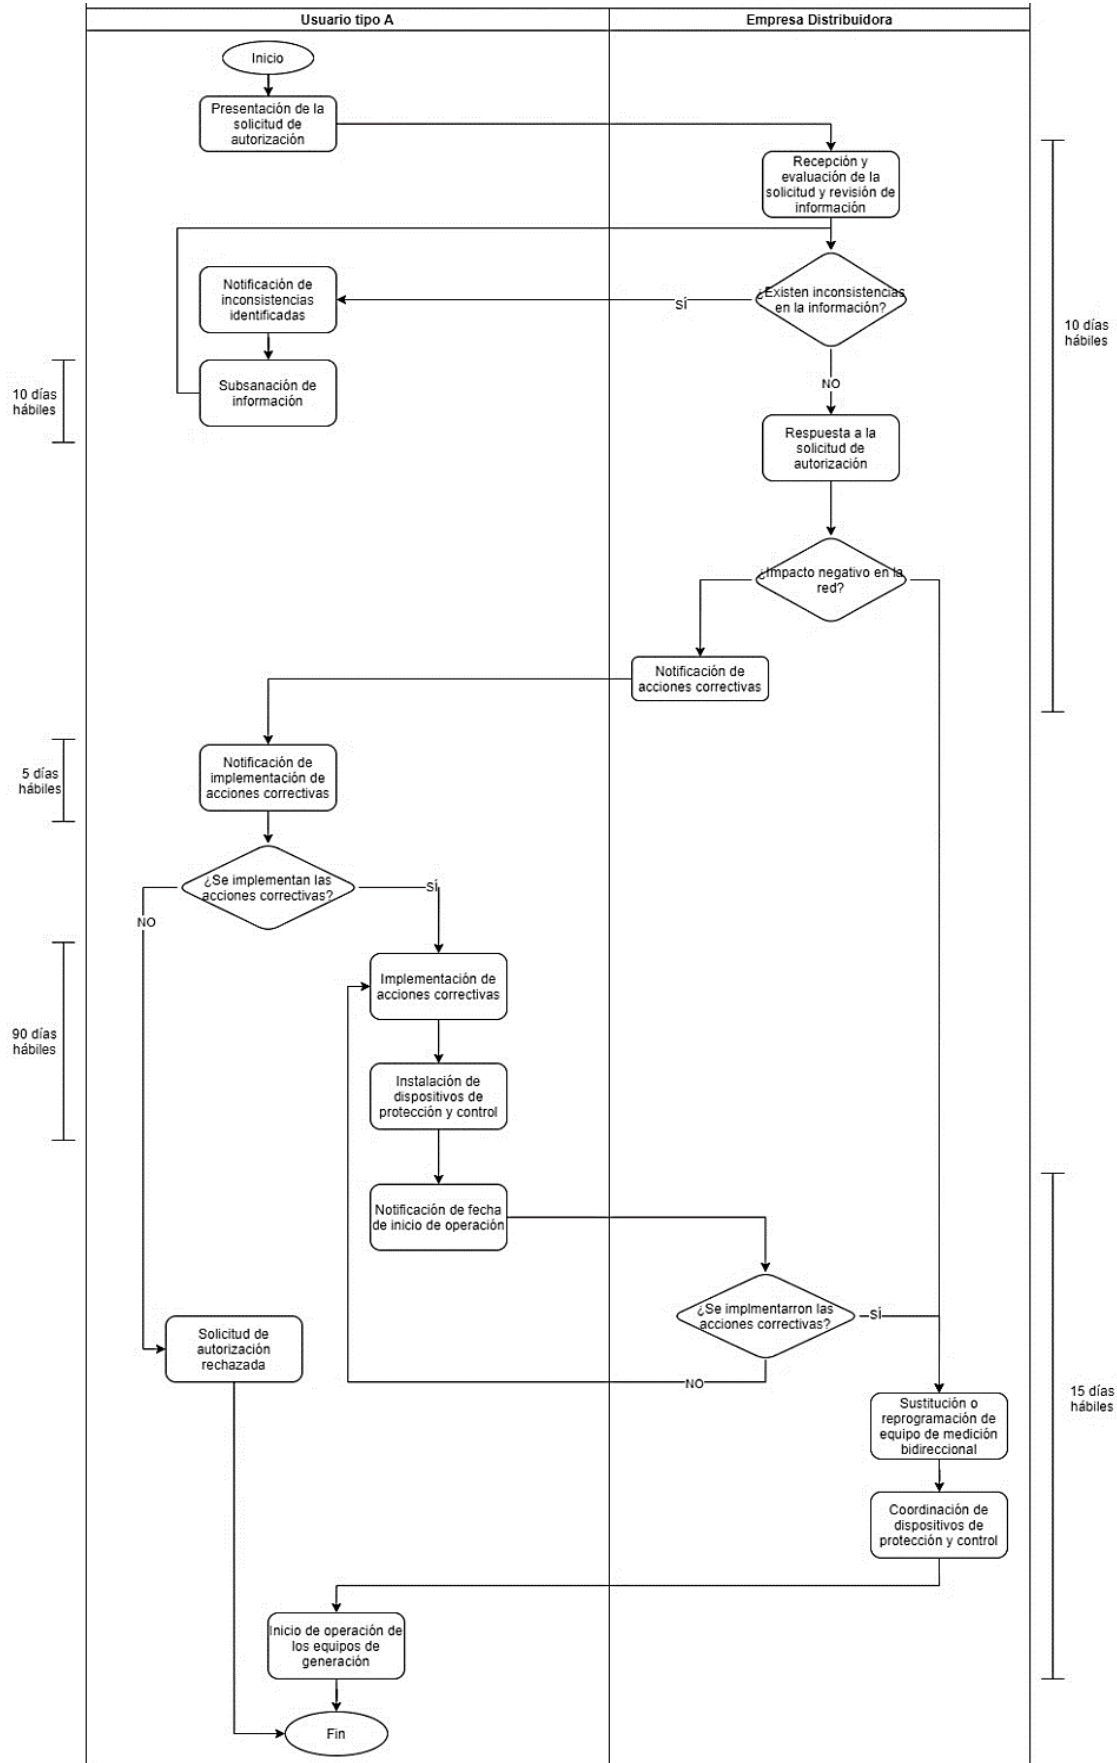 Usuario tipo A
Empresa Distribuidora
Inicio
Presentación de la
solicitud de
autorización
Recepción y
evaluación de la
solicitud y revisión de
información
¿Existen inconsistencias
en la información?
SÍ
Notificación de
inconsistencias
identificadas
10 días
hábiles
Subsanación de
información
10 días
hábiles
NO
Respuesta a la
solicitud de
autorización
¿Impacto negativo en la
red?
Notificación de
acciones correctivas
5 días
hábiles
Notificación de
implementación de
acciones correctivas
¿Se implementan las
acciones correctivas?
SÍ
NO
90 días
hábiles
Implementación de
acciones correctivas
Instalación de
dispositivos de
protección y control
Notificación de fecha
de inicio de operación
¿Se implmentarron las
acciones correctivas?
SÍ
NO
Solicitud de
autorización
rechazada
15 días
hábiles
Sustitución o
reprogramación de
equipo de medición
bidireccional
Coordinación de
dispositivos de
protección y control
Inicio de operación de
los equipos de
generación
Fin